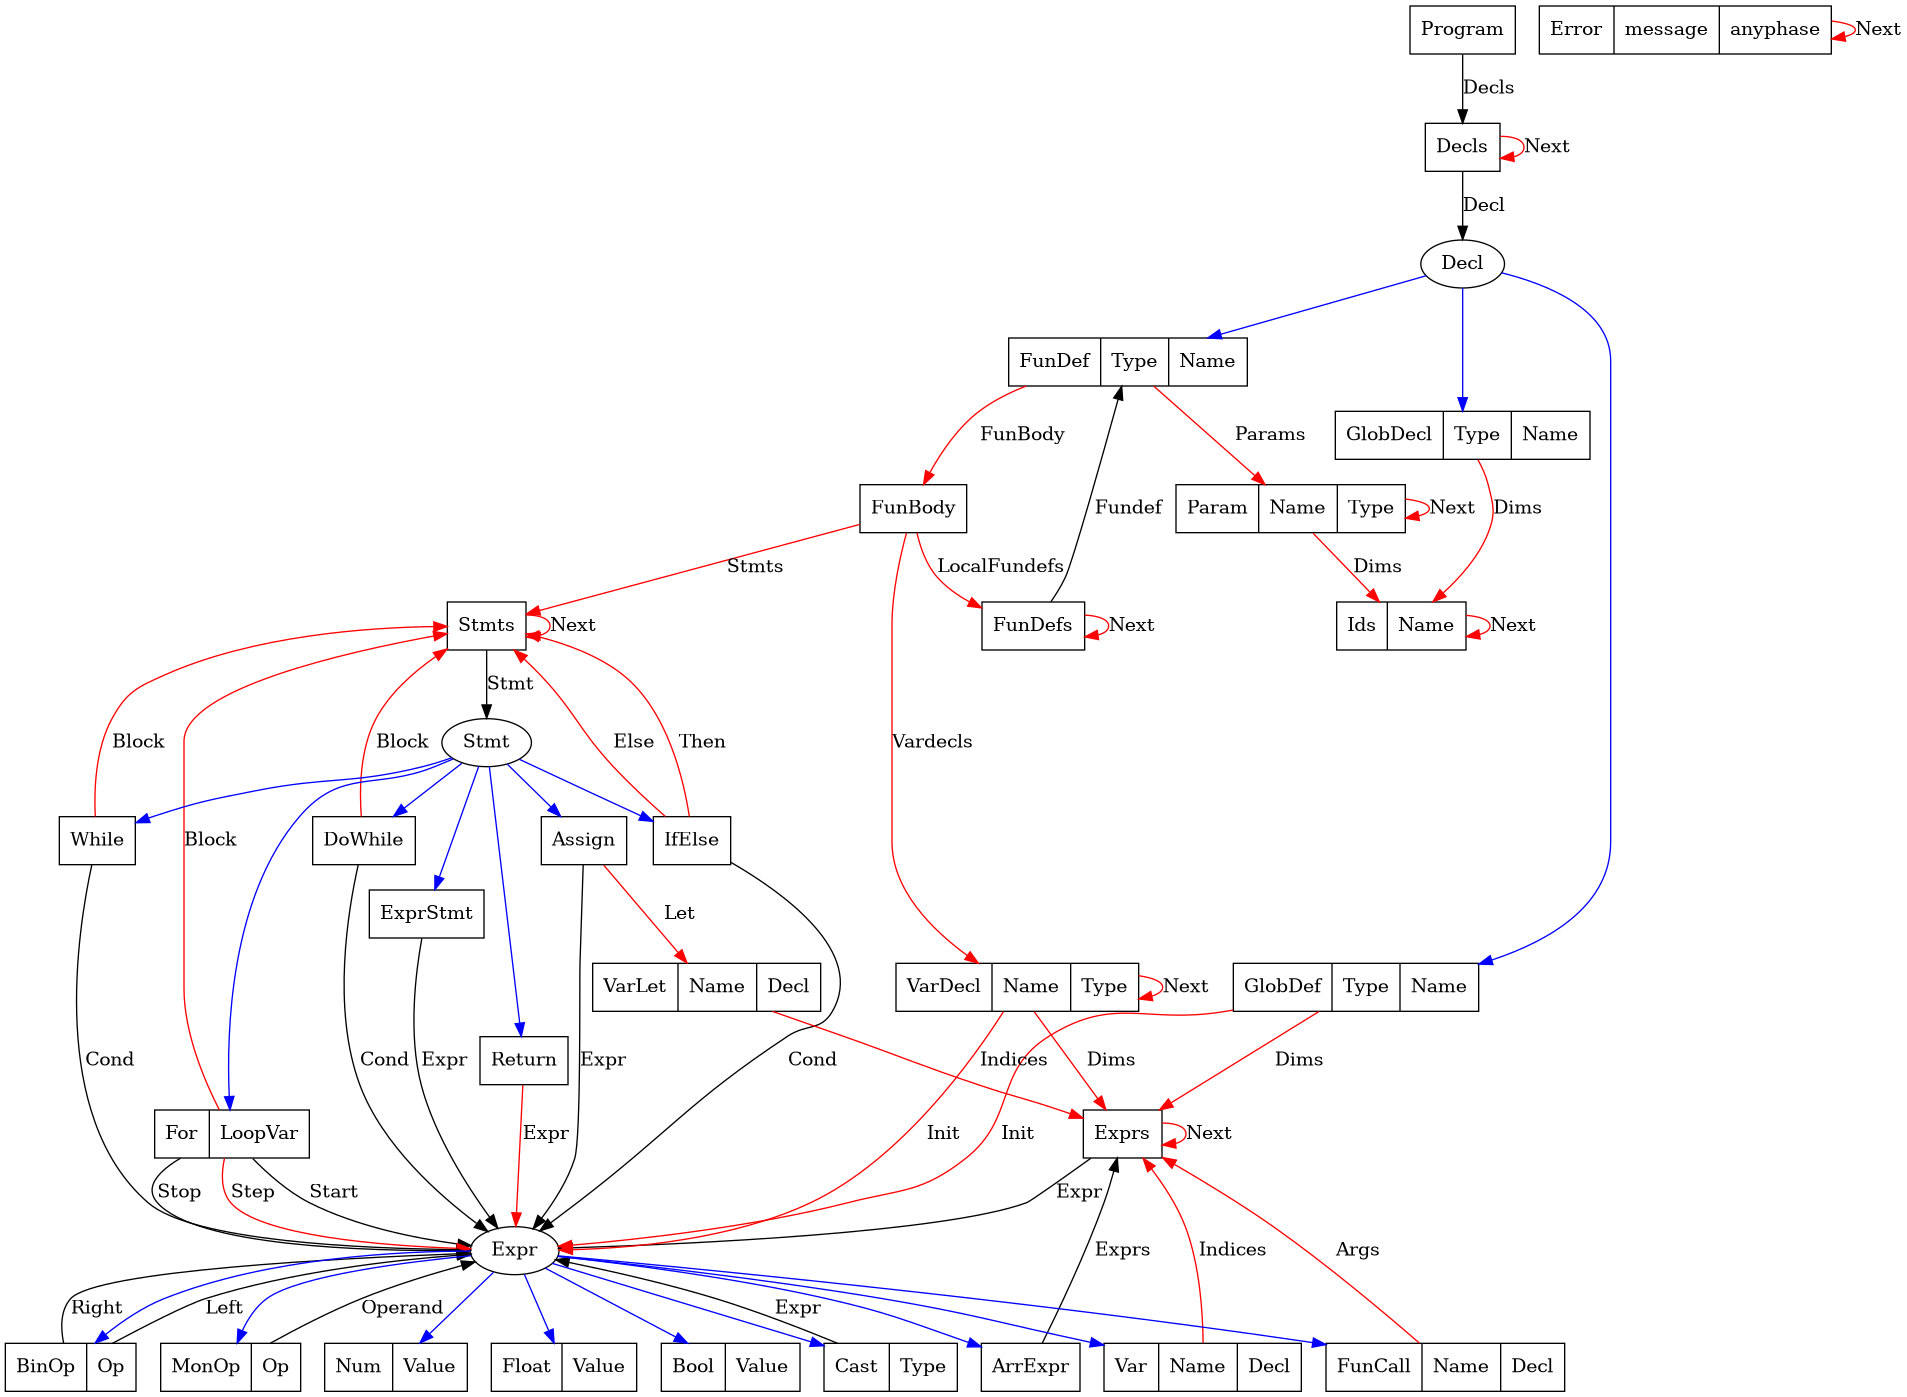 Program
Error message anyphase Next
Decls
Decls Next
Decl
Decl
FunDef Type Name
GlobDecl Type Name
FunBody
Params
FunBody
Fundef
Param Name Type Next
Dims
Stmts
LocalFundefs
Dims
Stmts Next
FunDefs Next
Ids Name Next
Stmt
Block
Block
Else
Then
Stmt
Vardecls
While
Block
DoWhile
Assign
IfElse
ExprStmt
Let
VarLet Name Decl
VarDecl Name Type Next
GlobDef Type Name
Cond
Cond
Expr
Return
Expr
Cond
Indices
Dims
Dims
For LoopVar
Expr
Init
Init
Exprs Next
Stop
Step
Start
Expr
Expr
Right
Left
Operand
Expr
Exprs
Indices
Args
BinOp Op
MonOp Op
Num Value
Float Value
Bool Value
Cast Type
ArrExpr
Var Name Decl
FunCall Name Decl